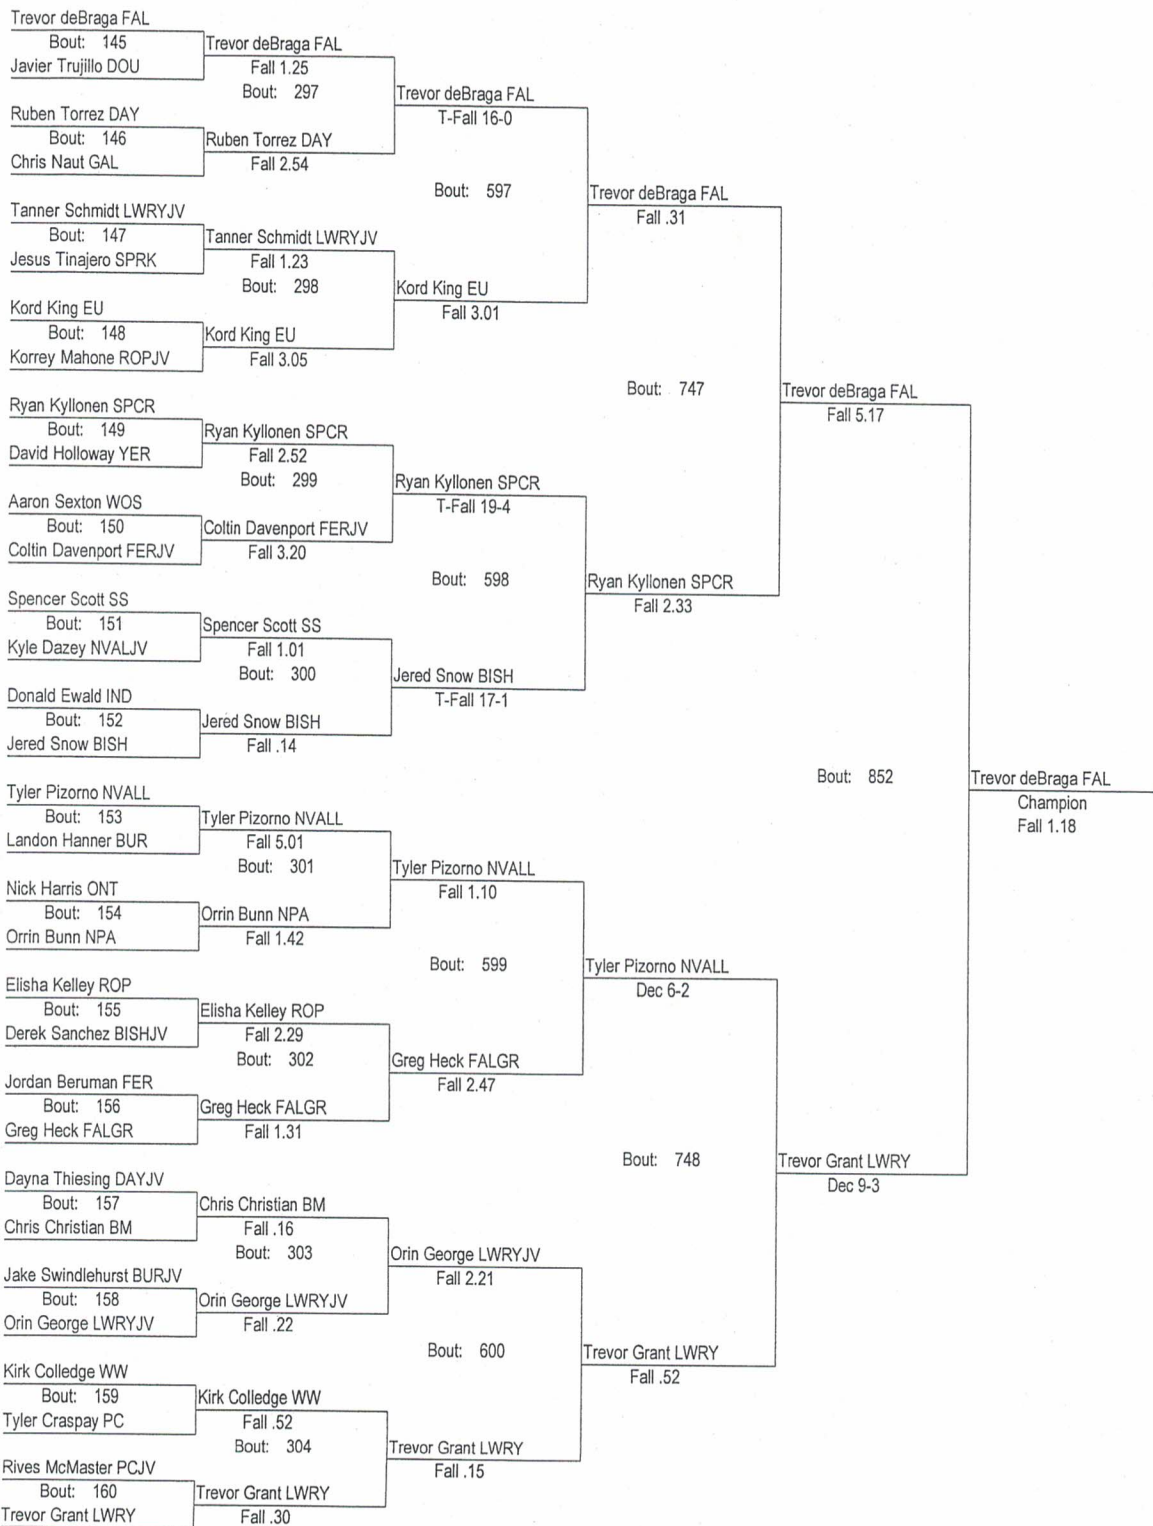 Trevor deBraga FAL
Bout: 145
Javier Trujillo DOU
Trevor deBraga FAL
Fall 1.25
Bout: 297
Ruben Torrez DAY
Bout: 146
Chris Naut GAL
Ruben Torrez DAY
Fall 2.54
Trevor deBraga FAL
T-Fall 16-0
Bout: 597
Tanner Schmidt LWRYJV
Bout: 147
Jesus Tinajero SPRK
Tanner Schmidt LWRYJV
Fall 1.23
Bout: 298
Kord King EU
Bout: 148
Korrey Mahone ROPJV
Kord King EU
Fall 3.05
Kord King EU
Fall 3.01
Trevor deBraga FAL
Fall .31
Bout: 747
Ryan Kyllonen SPCR
Bout: 149
David Holloway YER
Ryan Kyllonen SPCR
Fall 2.52
Bout: 299
Aaron Sexton WOS
Bout: 150
Coltin Davenport FERJV
Coltin Davenport FERJV
Fall 3.20
Ryan Kyllonen SPCR
T-Fall 19-4
Bout: 598
Spencer Scott SS
Bout: 151
Kyle Dazey NVALJV
Spencer Scott SS
Fall 1.01
Bout: 300
Donald Ewald IND
Bout: 152
Jered Snow BISH
Jered Snow BISH
Fall .14
Jered Snow BISH
T-Fall 17-1
Ryan Kyllonen SPCR
Fall 2.33
Trevor deBraga FAL
Fall 5.17
Bout: 852
Trevor deBraga FAL
Champion
Fall 1.18
Tyler Pizorno NVALL
Bout: 153
Landon Hanner BUR
Tyler Pizorno NVALL
Fall 5.01
Bout: 301
Nick Harris ONT
Bout: 154
Orrin Bunn NPA
Orrin Bunn NPA
Fall 1.42
Tyler Pizorno NVALL
Fall 1.10
Bout: 599
Elisha Kelley ROP
Bout: 155
Derek Sanchez BISHJV
Elisha Kelley ROP
Fall 2.29
Bout: 302
Jordan Beruman FER
Bout: 156
Greg Heck FALGR
Greg Heck FALGR
Fall 1.31
Greg Heck FALGR
Fall 2.47
Tyler Pizorno NVALL
Dec 6-2
Bout: 748
Dayna Thiesing DAYJV
Bout: 157
Chris Christian BM
Chris Christian BM
Fall .16
Bout: 303
Jake Swindlehurst BURJV
Bout: 158
Orin George LWRYJV
Orin George LWRYJV
Fall .22
Orin George LWRYJV
Fall 2.21
Bout: 600
Kirk Colledge WW
Bout: 159
Tyler Craspay PC
Kirk Colledge WW
Fall .52
Bout: 304
Rives McMaster PCJV
Bout: 160
Trevor Grant LWRY
Trevor Grant LWRY
Fall .30
Trevor Grant LWRY
Fall .15
Trevor Grant LWRY
Fall .52
Trevor Grant LWRY
Dec 9-3